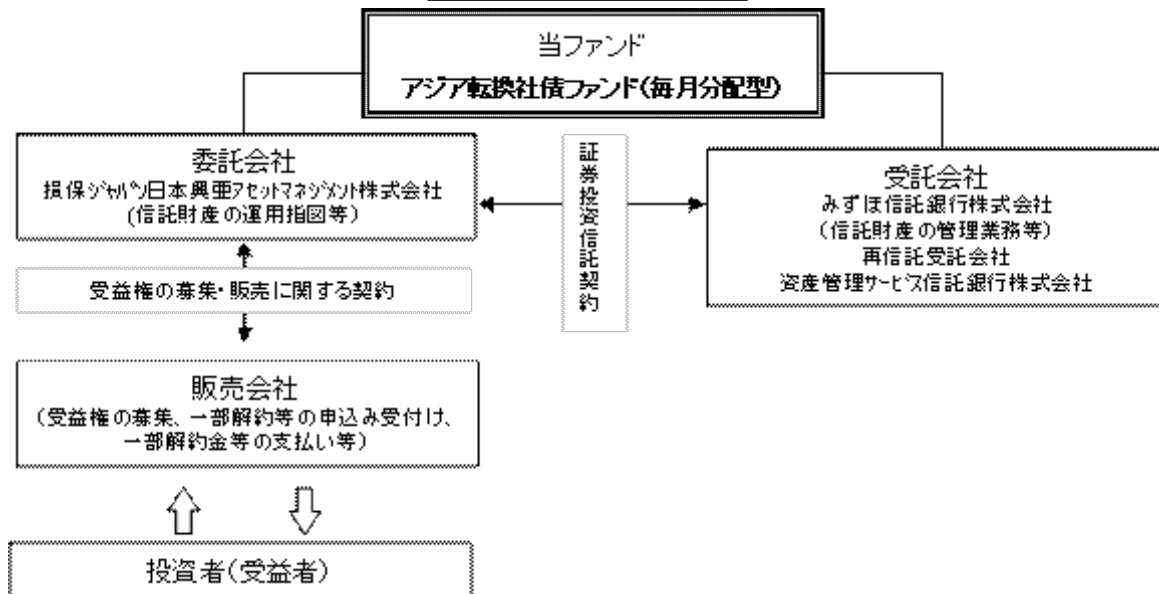 当ファンド
アジア転換社債ファンド(毎月分配型)
委託会社
損保ｼﾞｬﾊﾟﾝ日本興亜ｱｾｯﾄﾏﾈｼﾞﾒﾝﾄ株式会社
(信託財産の運用指図等)
証券投資信託契約
受託会社
みずほ信託銀行株式会社
(信託財産の管理業務等)
再信託受託会社
資産管理ｻｰﾋﾞｽ信託銀行株式会社
受益権の募集・販売に関する契約
販売会社
(受益権の募集、一部解約等の申込み受付け、
一部解約金等の支払い等)
投資者(受益者)